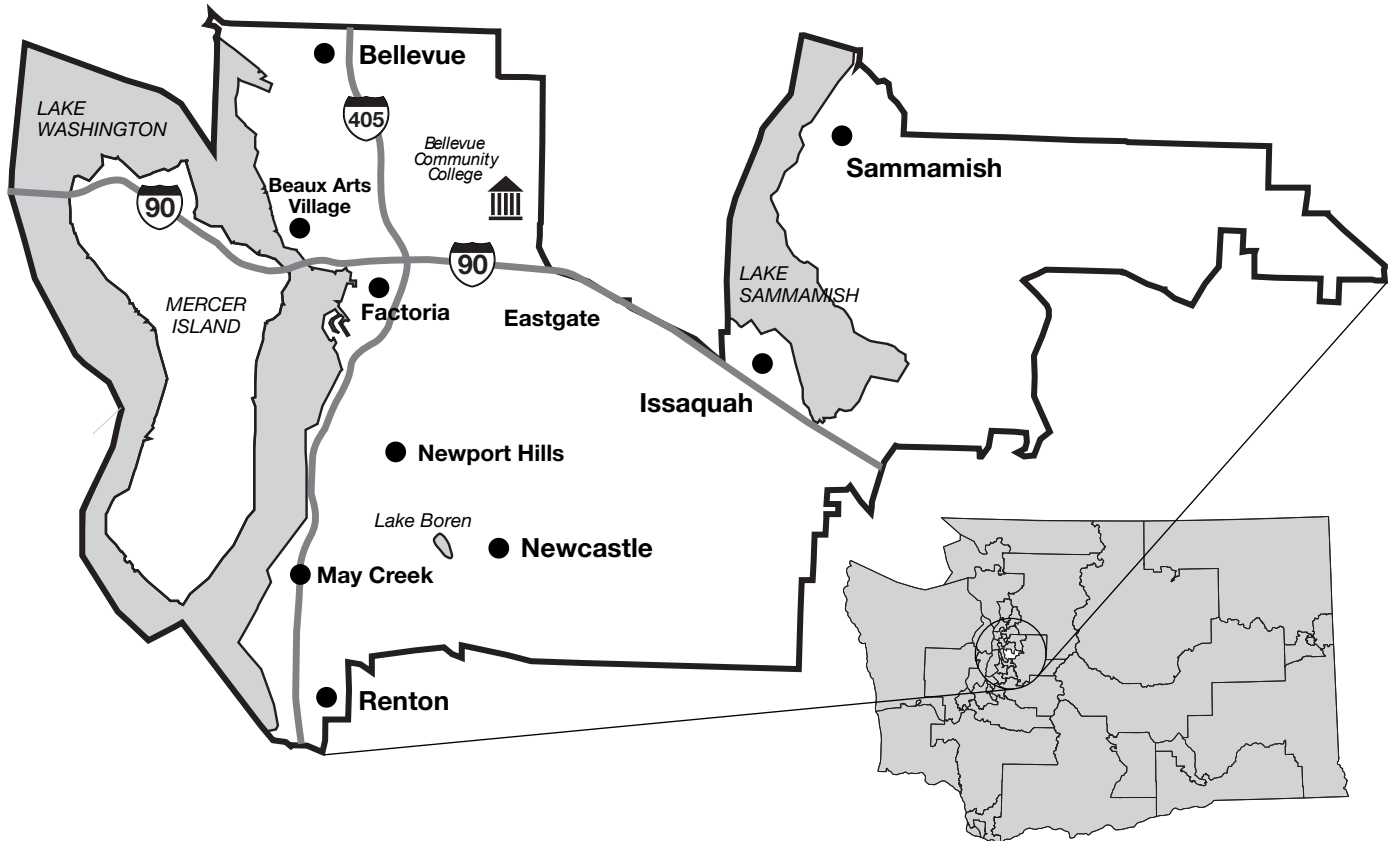 Bellevue
LAKE
WASHINGTON
405
Bellevue
Community
College
Sammamish
Beaux Arts
Village
90
90
LAKE
SAMMAMISH
MERCER
ISLAND
Factoria
Eastgate
Issaquah
Newport Hills
Lake Boren
Newcastle
May Creek
Renton